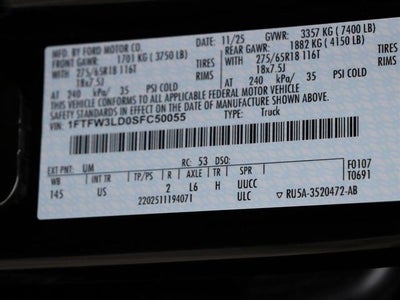 MFD. BY FORD MOTOR CO. DATE: 11/25 GVWR: 3357 KG (7400 LB)
FRONT GAWR: 1701 KG (3750 LB) REAR GAWR: 1882 KG (4150 LB)
WITH 275/65R18 116T TIRES WITH 275/65R18 116T TIRES
18x7.5J RIMS 18x7.5J RIMS
AT 240 kPa/ 35 PSI COLD AT 240 kPa/ 35 PSI COLD
THIS VEHICLE CONFORMS TO ALL APPLICABLE FEDERAL MOTOR VEHICLE
SAFETY STANDARDS IN EFFECT ON THE DATE OF MANUFACTURE SHOWN ABOVE.
VIN: 1FTFW3LD0SFC50055 TYPE: Truck
EXT PNT: UM RC: 53 DSO: F0107
WB INT TR TP/PS R AXLE TR SPR T0691
145 US 2 L6 H UUCC
2202511194071 ULC ▽ RU5A-3520472-AB